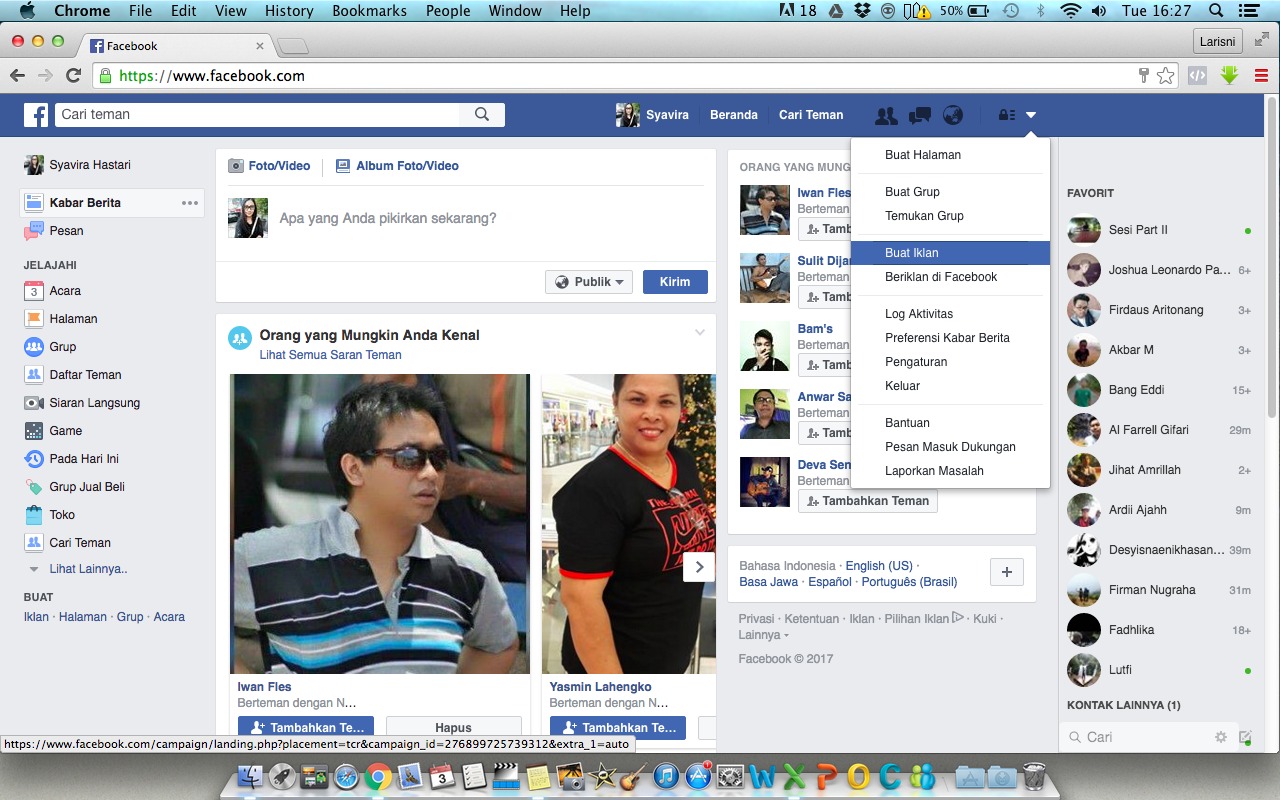 Chrome File Edit View History Bookmarks People Window Help 18 50% Tue 16:27
Facebook Larisni
https://www.facebook.com
Cari teman Syavira Beranda Cari Teman
Syavira Hastari
Kabar Berita
Pesan
JELAJAHI
3 Acara
Halaman
Grup
Daftar Teman
Siaran Langsung
Game
Pada Hari Ini
Grup Jual Beli
Toko
Cari Teman
Lihat Lainnya..
BUAT
Iklan · Halaman · Grup · Acara
Foto/Video Album Foto/Video
Apa yang Anda pikirkan sekarang?
Publik Kirim
Orang yang Mungkin Anda Kenal
Lihat Semua Saran Teman
Iwan Fles
Berteman dengan N...
Tambahkan Te... Hapus
Yasmin Lahengko
Berteman dengan N...
Tambahkan Te...
ORANG YANG MUNG
Iwan Fles
Berteman
Tamb
Sulit Dija
Berteman
Tamb
Bam's
Berteman
Tamb
Anwar Sa
Berteman
Tamb
Deva Sen
Berteman
Tambahkan Teman
Buat Halaman
Buat Grup
Temukan Grup
Buat Iklan
Beriklan di Facebook
Log Aktivitas
Preferensi Kabar Berita
Pengaturan
Keluar
Bantuan
Pesan Masuk Dukungan
Laporkan Masalah
Bahasa Indonesia · English (US) ·
Basa Jawa · Español · Português (Brasil)
Privasi · Ketentuan · Iklan · Pilihan Iklan · Kuki ·
Lainnya
Facebook © 2017
FAVORIT
Sesi Part II
Joshua Leonardo Pa... 6+
Firdaus Aritonang 3+
Akbar M 3+
Bang Eddi 15+
Al Farrell Gifari 29m
Jihat Amrillah 2+
Ardii Ajahh 9m
Desyisnaenikhasan... 39m
Firman Nugraha 31m
Fadhlika 18+
Lutfi
KONTAK LAINNYA (1)
Cari
https://www.facebook.com/campaign/landing.php?placement=tcr&campaign_id=276899725739312&extra_1=auto